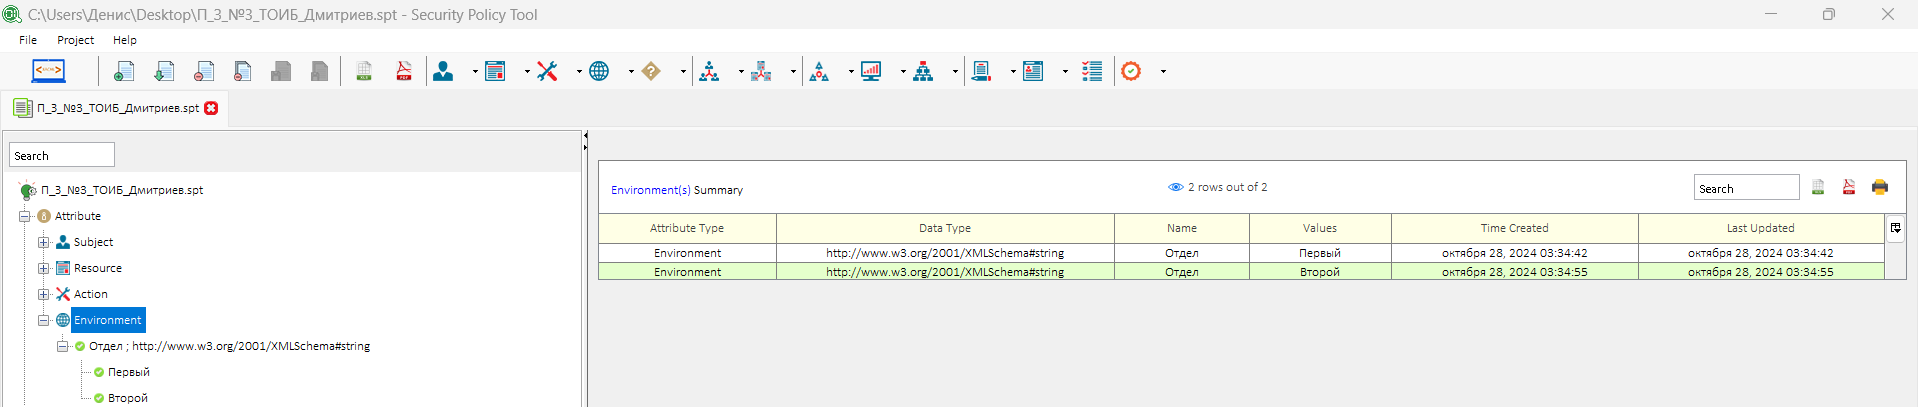 C:\Users\Денис\Desktop\П_З_№3_ТОИБ_Дмитриев.spt - Security Policy Tool
File Project Help
П_З_№3_ТОИБ_Дмитриев.spt
Search
П_З_№3_ТОИБ_Дмитриев.spt
Attribute
Subject
Resource
Action
Environment
Отдел ; http://www.w3.org/2001/XMLSchema#string
Первый
Второй
Environment(s) Summary
2 rows out of 2
Search
Attribute Type Data Type Name Values Time Created Last Updated
Environment http://www.w3.org/2001/XMLSchema#string Отдел Первый октября 28, 2024 03:34:42 октября 28, 2024 03:34:42
Environment http://www.w3.org/2001/XMLSchema#string Отдел Второй октября 28, 2024 03:34:55 октября 28, 2024 03:34:55